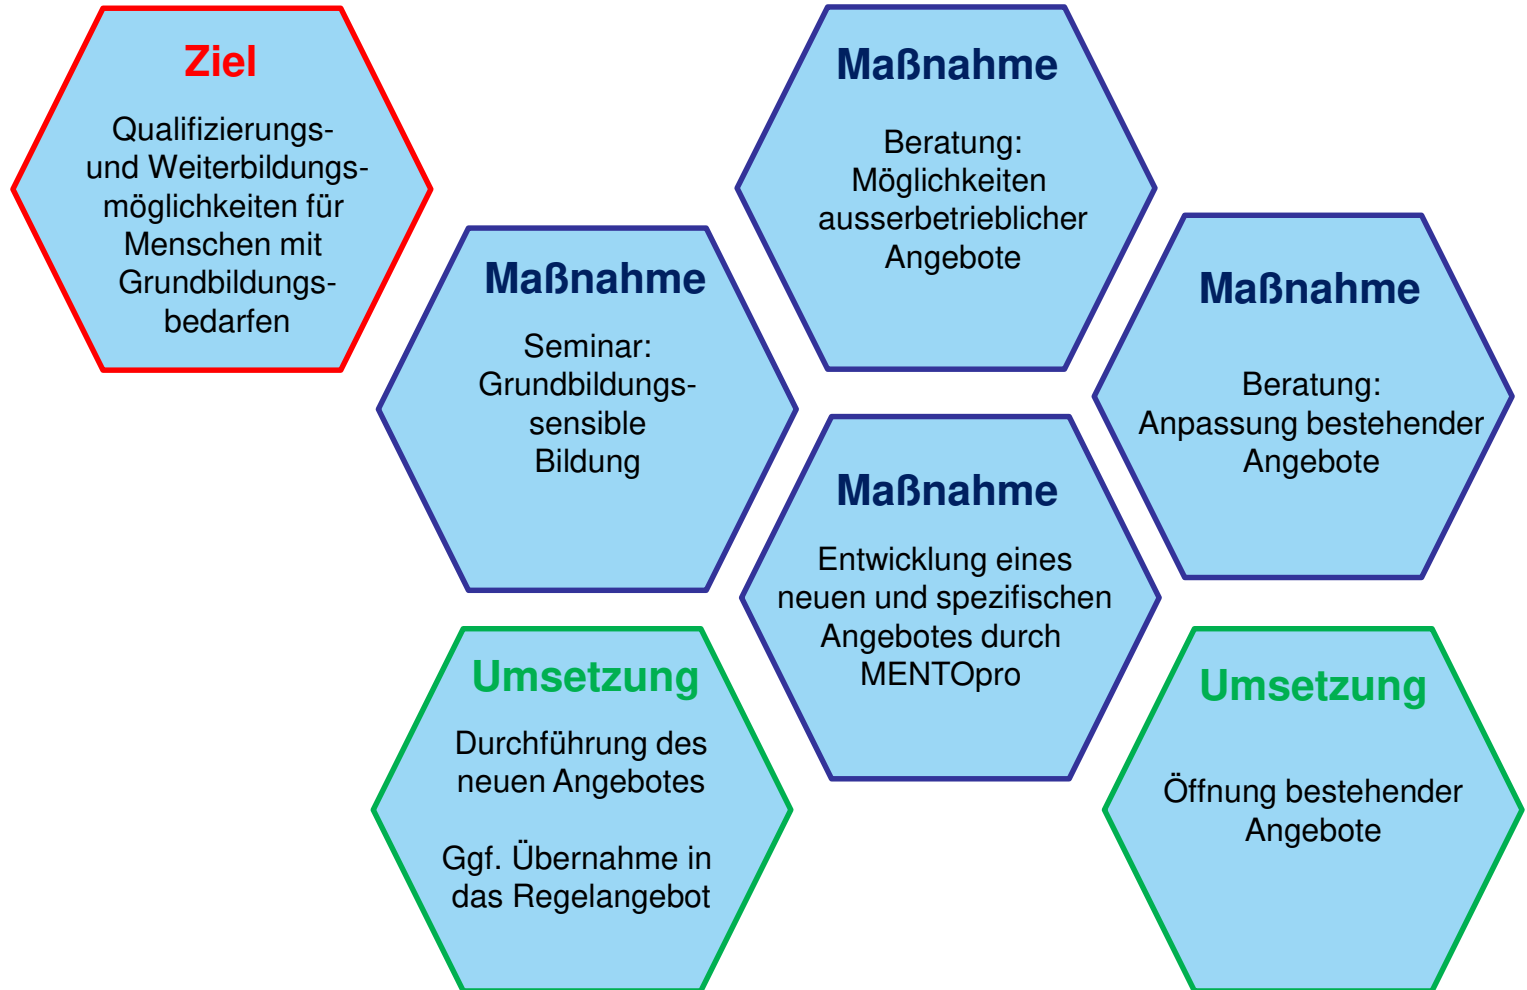 Ziel
Qualifizierungs-
und Weiterbildungs-
möglichkeiten für
Menschen mit
Grundbildungs-
bedarfen
Maßnahme
Seminar:
Grundbildungs-
sensible
Bildung
Maßnahme
Beratung:
Möglichkeiten
ausserbetrieblicher
Angebote
Maßnahme
Beratung:
Anpassung bestehender
Angebote
Maßnahme
Entwicklung eines
neuen und spezifischen
Angebotes durch
MENTOpro
Umsetzung
Durchführung des
neuen Angebotes
Ggf. Übernahme in
das Regelangebot
Umsetzung
Öffnung bestehender
Angebote